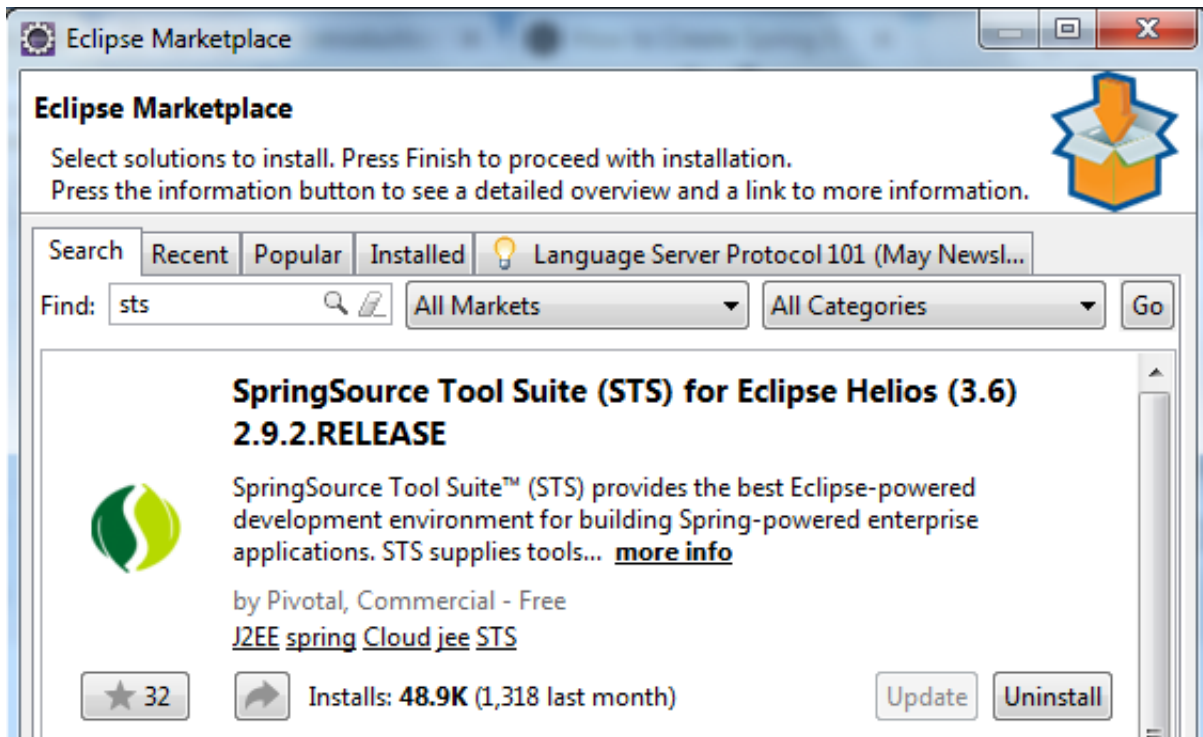 Eclipse Marketplace
Eclipse Marketplace
Select solutions to install. Press Finish to proceed with installation.
Press the information button to see a detailed overview and a link to more information.
Search Recent Popular Installed Language Server Protocol 101 (May Newsl...
Find: sts All Markets All Categories Go
SpringSource Tool Suite (STS) for Eclipse Helios (3.6)
2.9.2.RELEASE
SpringSource Tool Suite™ (STS) provides the best Eclipse-powered
development environment for building Spring-powered enterprise
applications. STS supplies tools... more info
by Pivotal, Commercial - Free
J2EE spring Cloud jee STS
32 Installs: 48.9K (1,318 last month) Update Uninstall